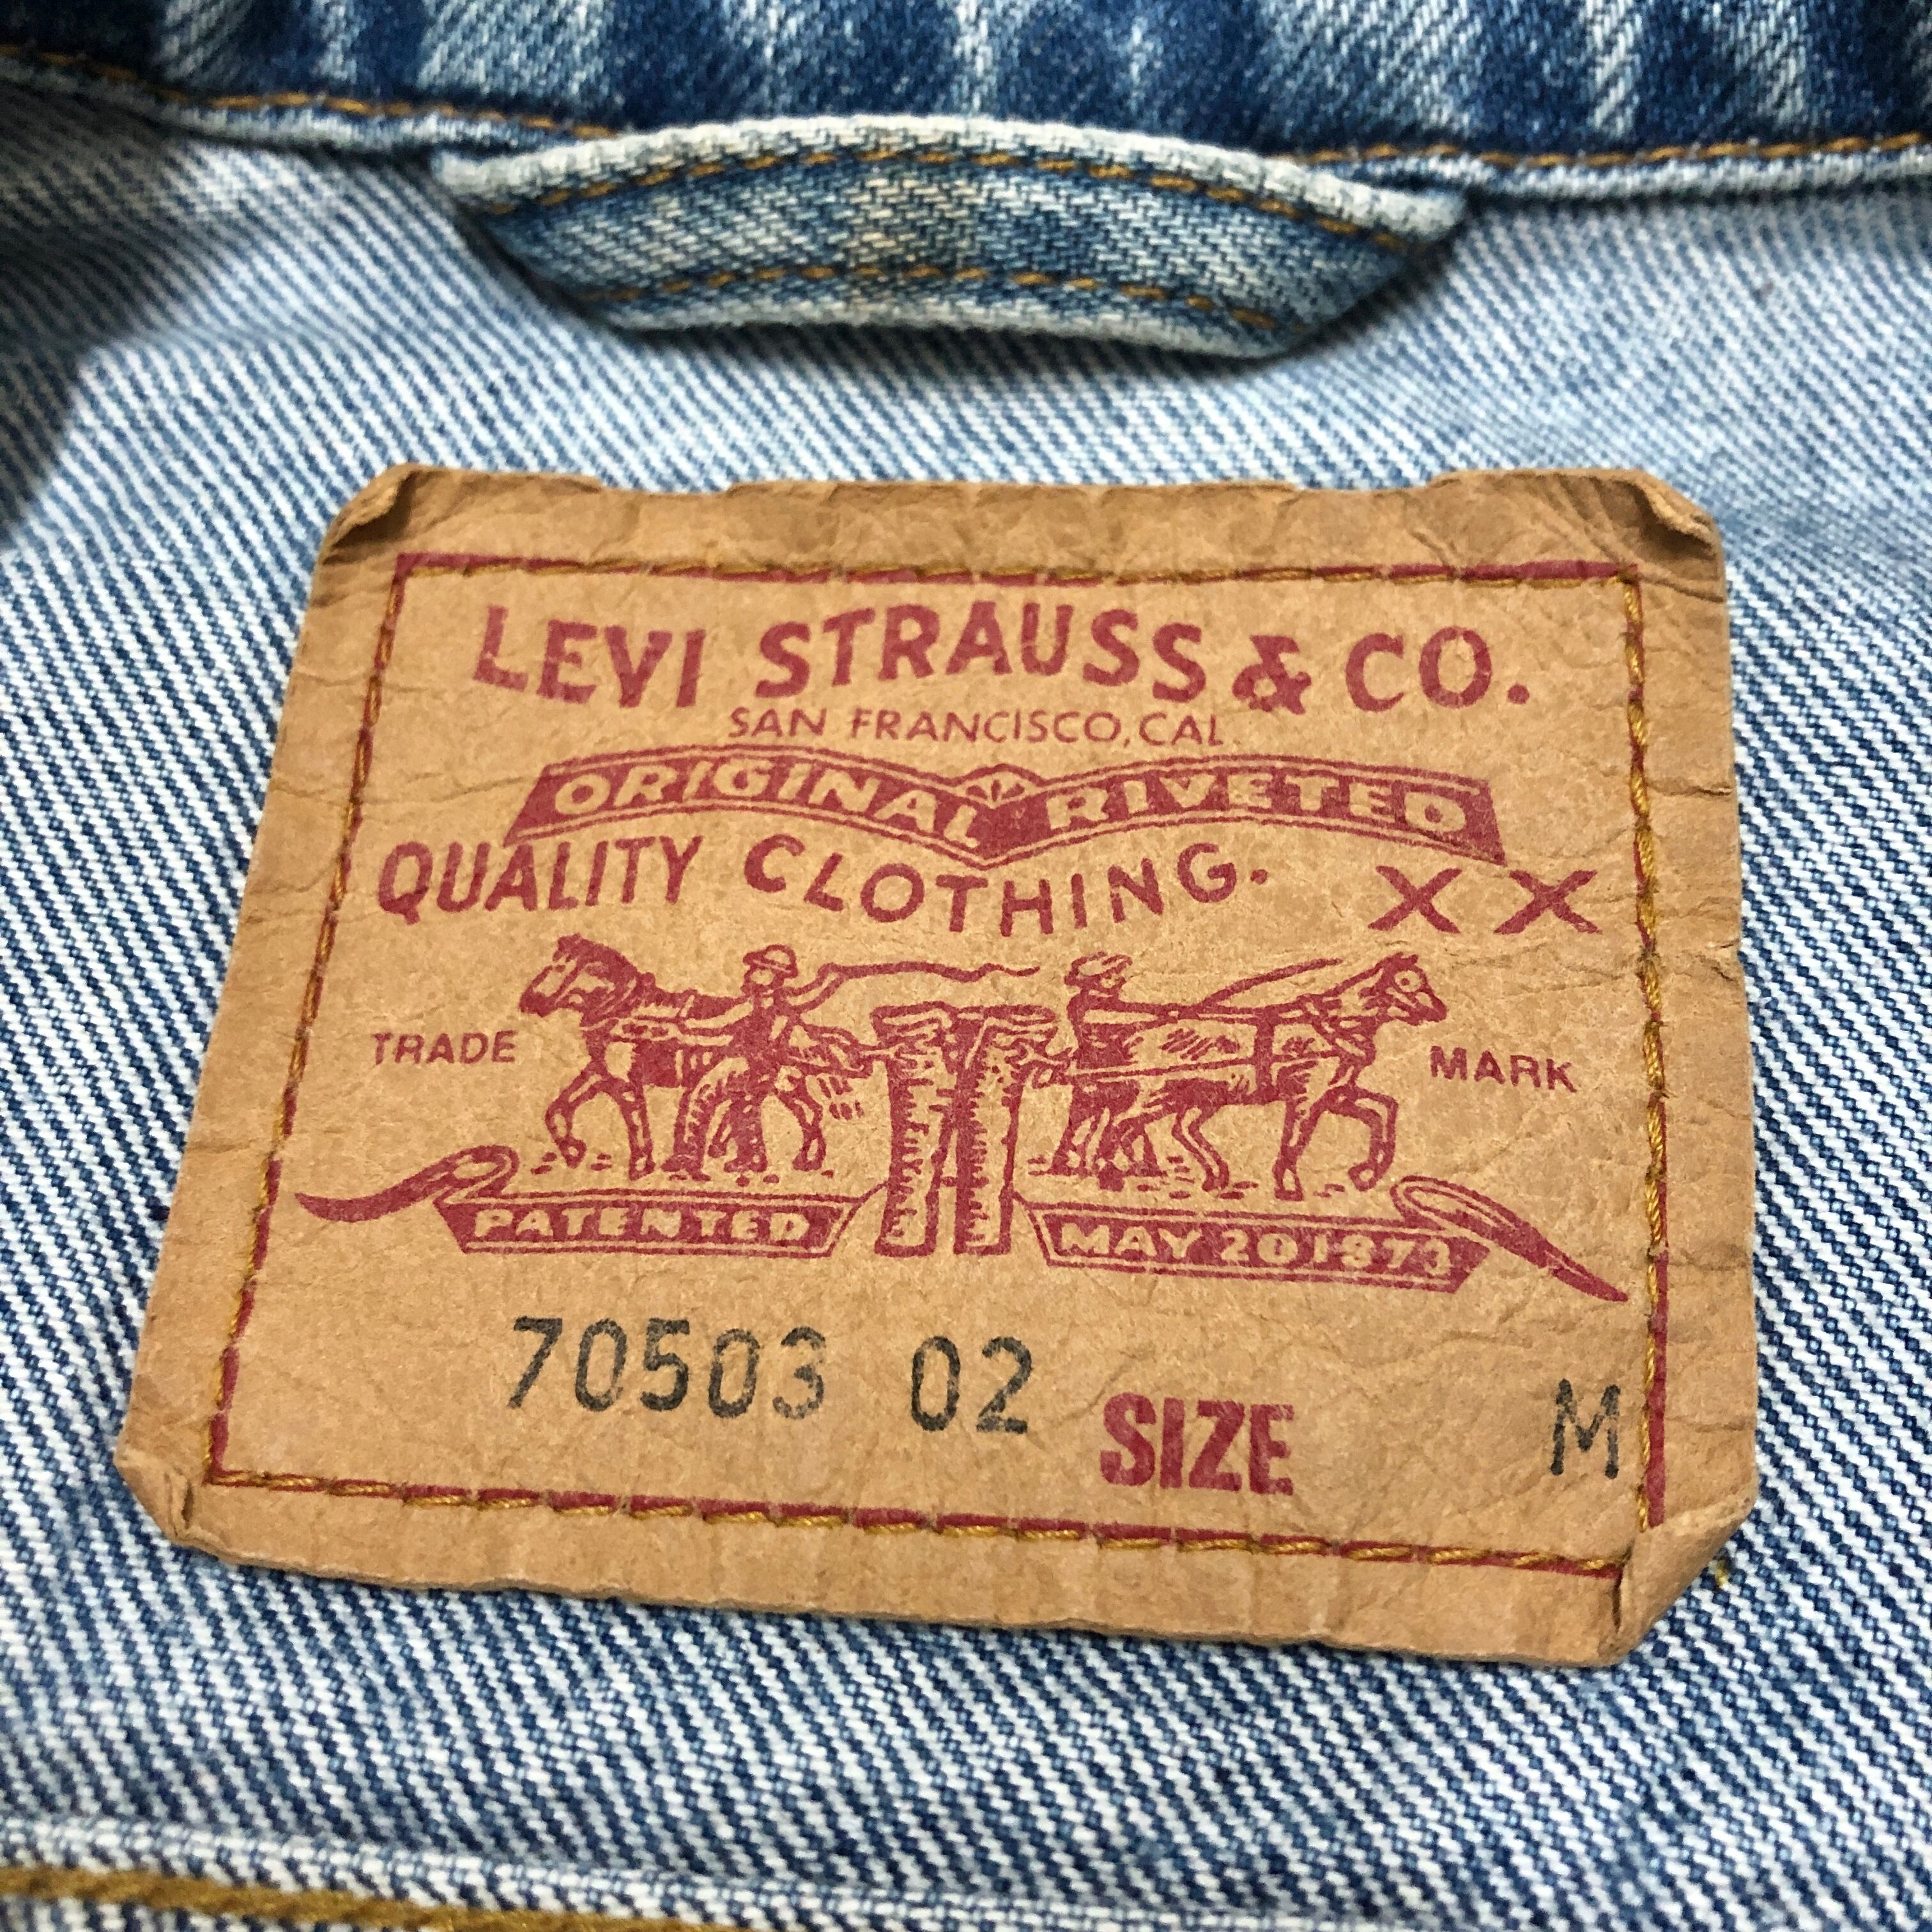 LEVI STRAUSS & CO.
SAN FRANCISCO, CAL.
ORIGINAL RIVETED
QUALITY CLOTHING. XX
TRADE MARK
PATENTED MAY 20 1873
70503 02 SIZE M